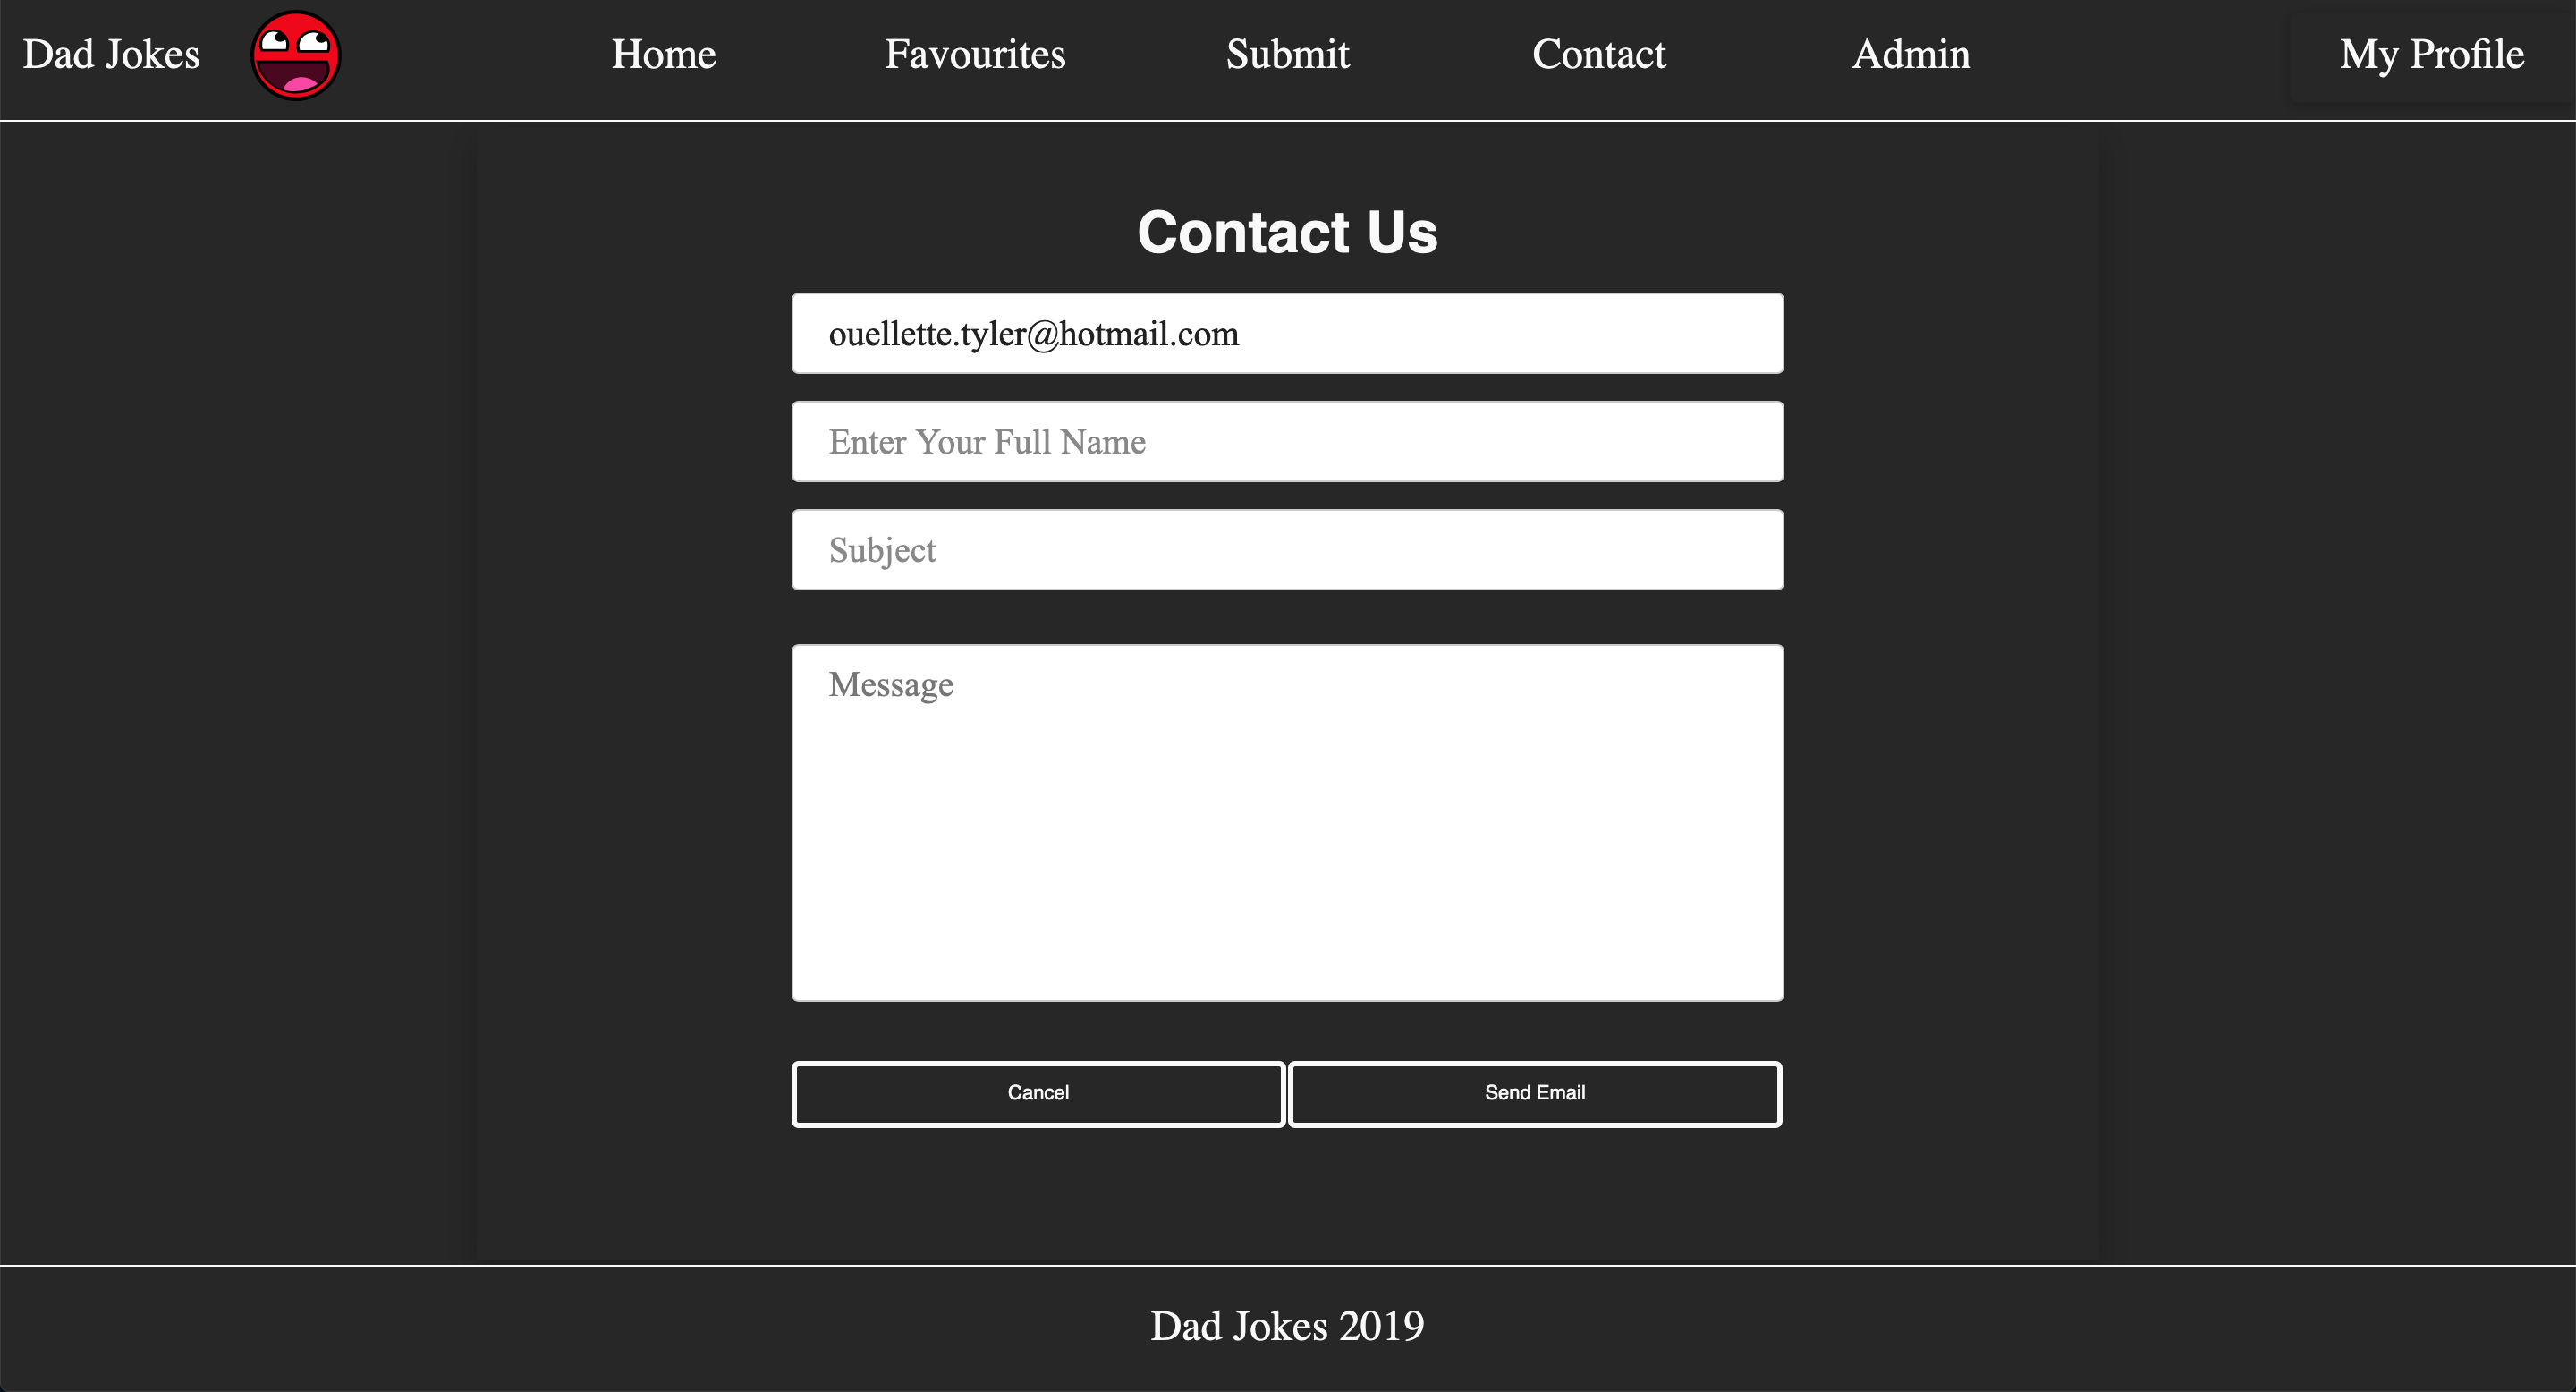 Dad Jokes Home Favourites Submit Contact Admin My Profile
Contact Us
ouellette.tyler@hotmail.com
Enter Your Full Name
Subject
Message
Cancel Send Email
Dad Jokes 2019